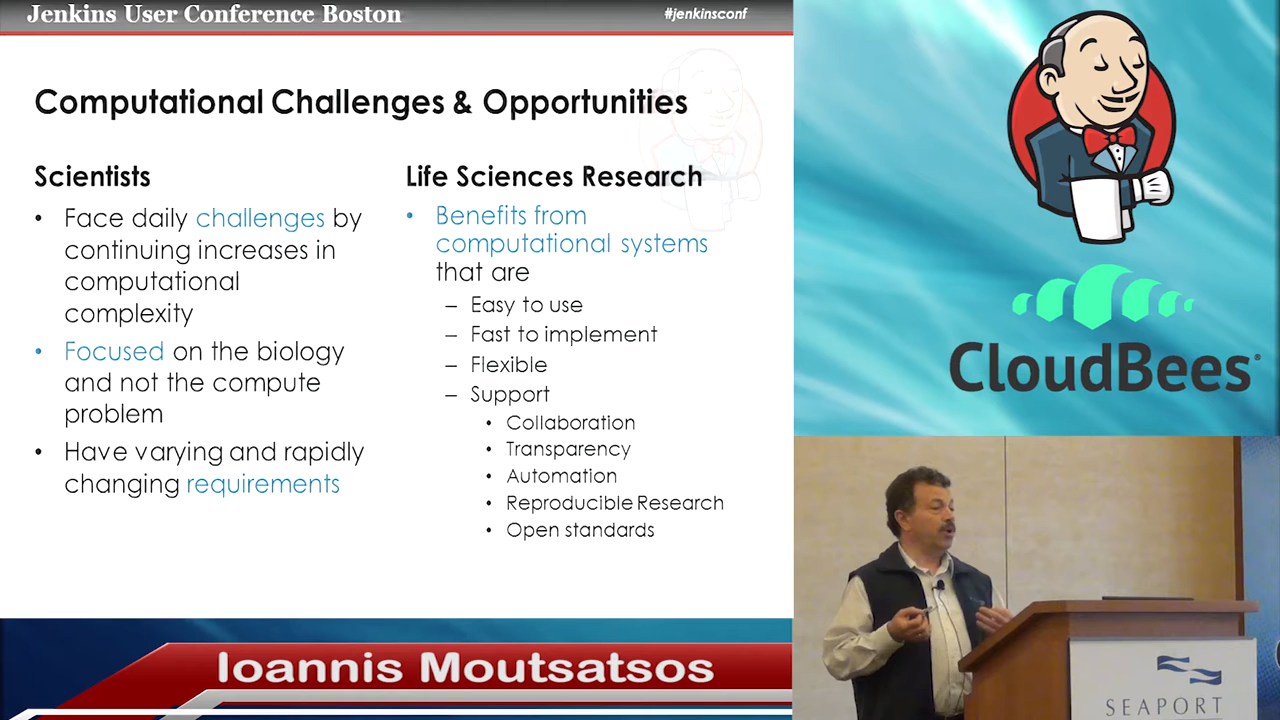 Jenkins User Conference Boston
#jenkinsconf
Computational Challenges & Opportunities
Scientists
• Face daily challenges by
continuing increases in
computational
complexity
• Focused on the biology
and not the compute
problem
• Have varying and rapidly
changing requirements
Life Sciences Research
• Benefits from
computational systems
that are
– Easy to use
– Fast to implement
– Flexible
– Support
• Collaboration
• Transparency
• Automation
• Reproducible Research
• Open standards
CloudBees®
Ioannis Moutsatsos
SEAPORT